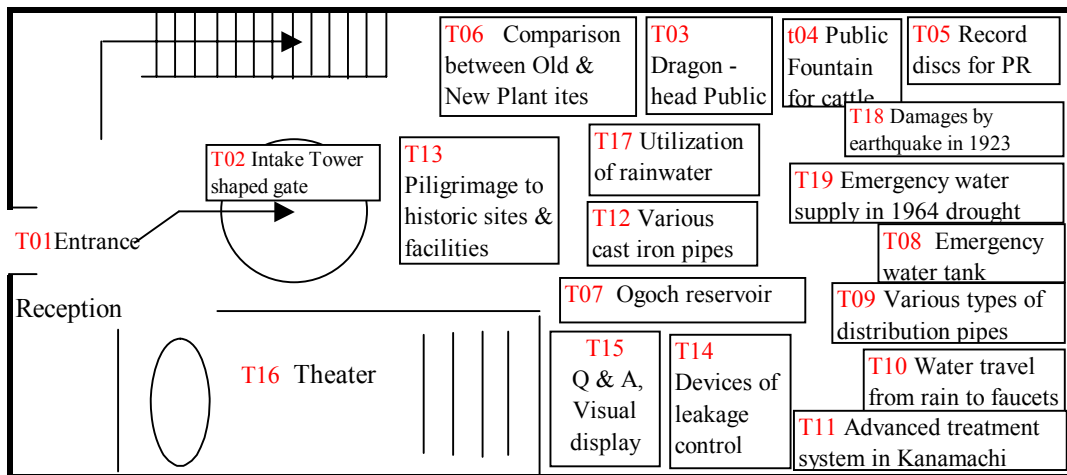 T06 Comparison
between Old &
New Plant ites
T03
Dragon -
head Public
t04 Public
Fountain
for cattle
T05 Record
discs for PR
T18 Damages by
earthquake in 1923
T02 Intake Tower
shaped gate
T13
Piligrimage to
historic sites &
facilities
T17 Utilization
of rainwater
T19 Emergency water
supply in 1964 drought
T12 Various
cast iron pipes
T01Entrance
T08 Emergency
water tank
T07 Ogoch reservoir
T09 Various types of
distribution pipes
Reception
T16 Theater
T15
Q & A,
Visual
display
T14
Devices of
leakage
control
T10 Water travel
from rain to faucets
T11 Advanced treatment
system in Kanamachi